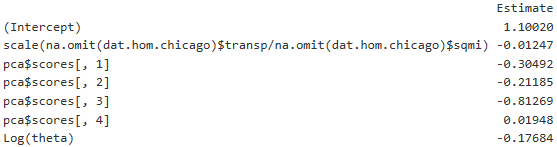 Estimate
(Intercept) 1.10020
scale(na.omit(dat.hom.chicago)$transp/na.omit(dat.hom.chicago)$sqmi) -0.01247
pca$scores[, 1] -0.30492
pca$scores[, 2] -0.21185
pca$scores[, 3] -0.81269
pca$scores[, 4] 0.01948
Log(theta) -0.17684